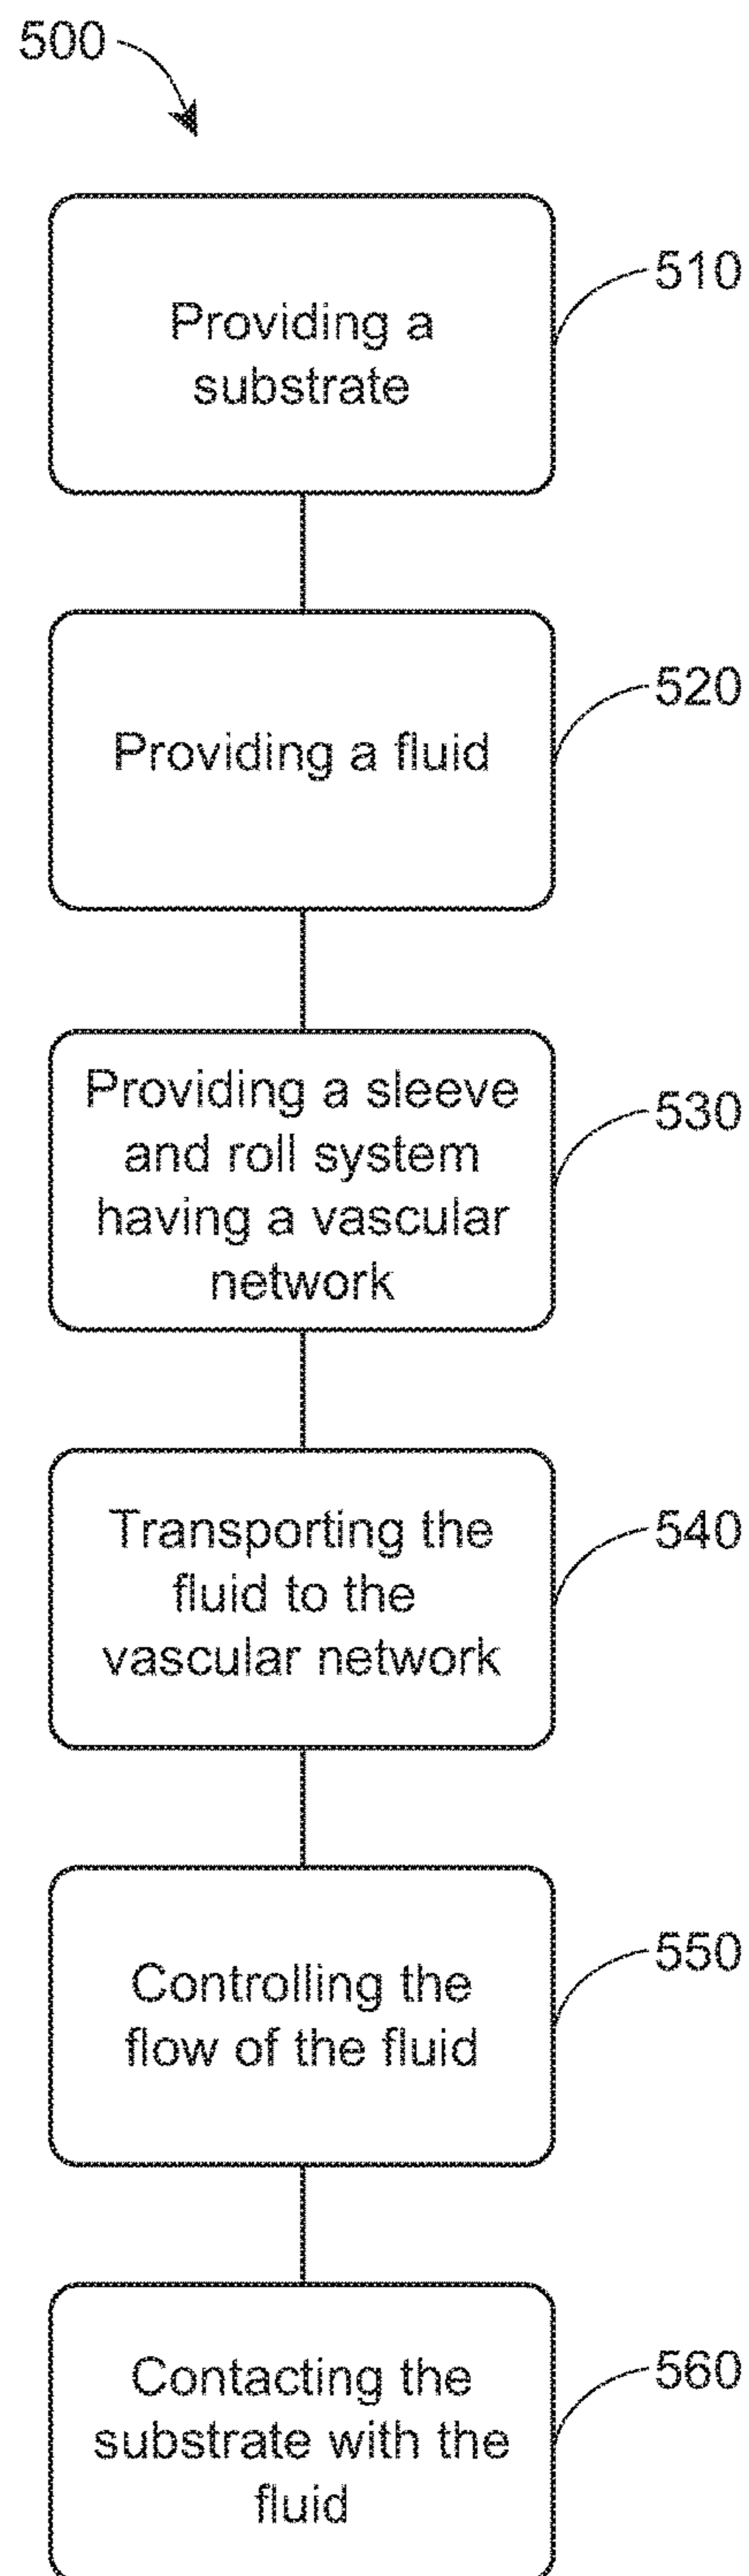 500
Providing a
substrate
510
Providing a fluid
520
Providing a sleeve
and roll system
having a vascular
network
530
Transporting the
fluid to the
vascular network
540
Controlling the
flow of the fluid
550
Contacting the
substrate with the
fluid
560